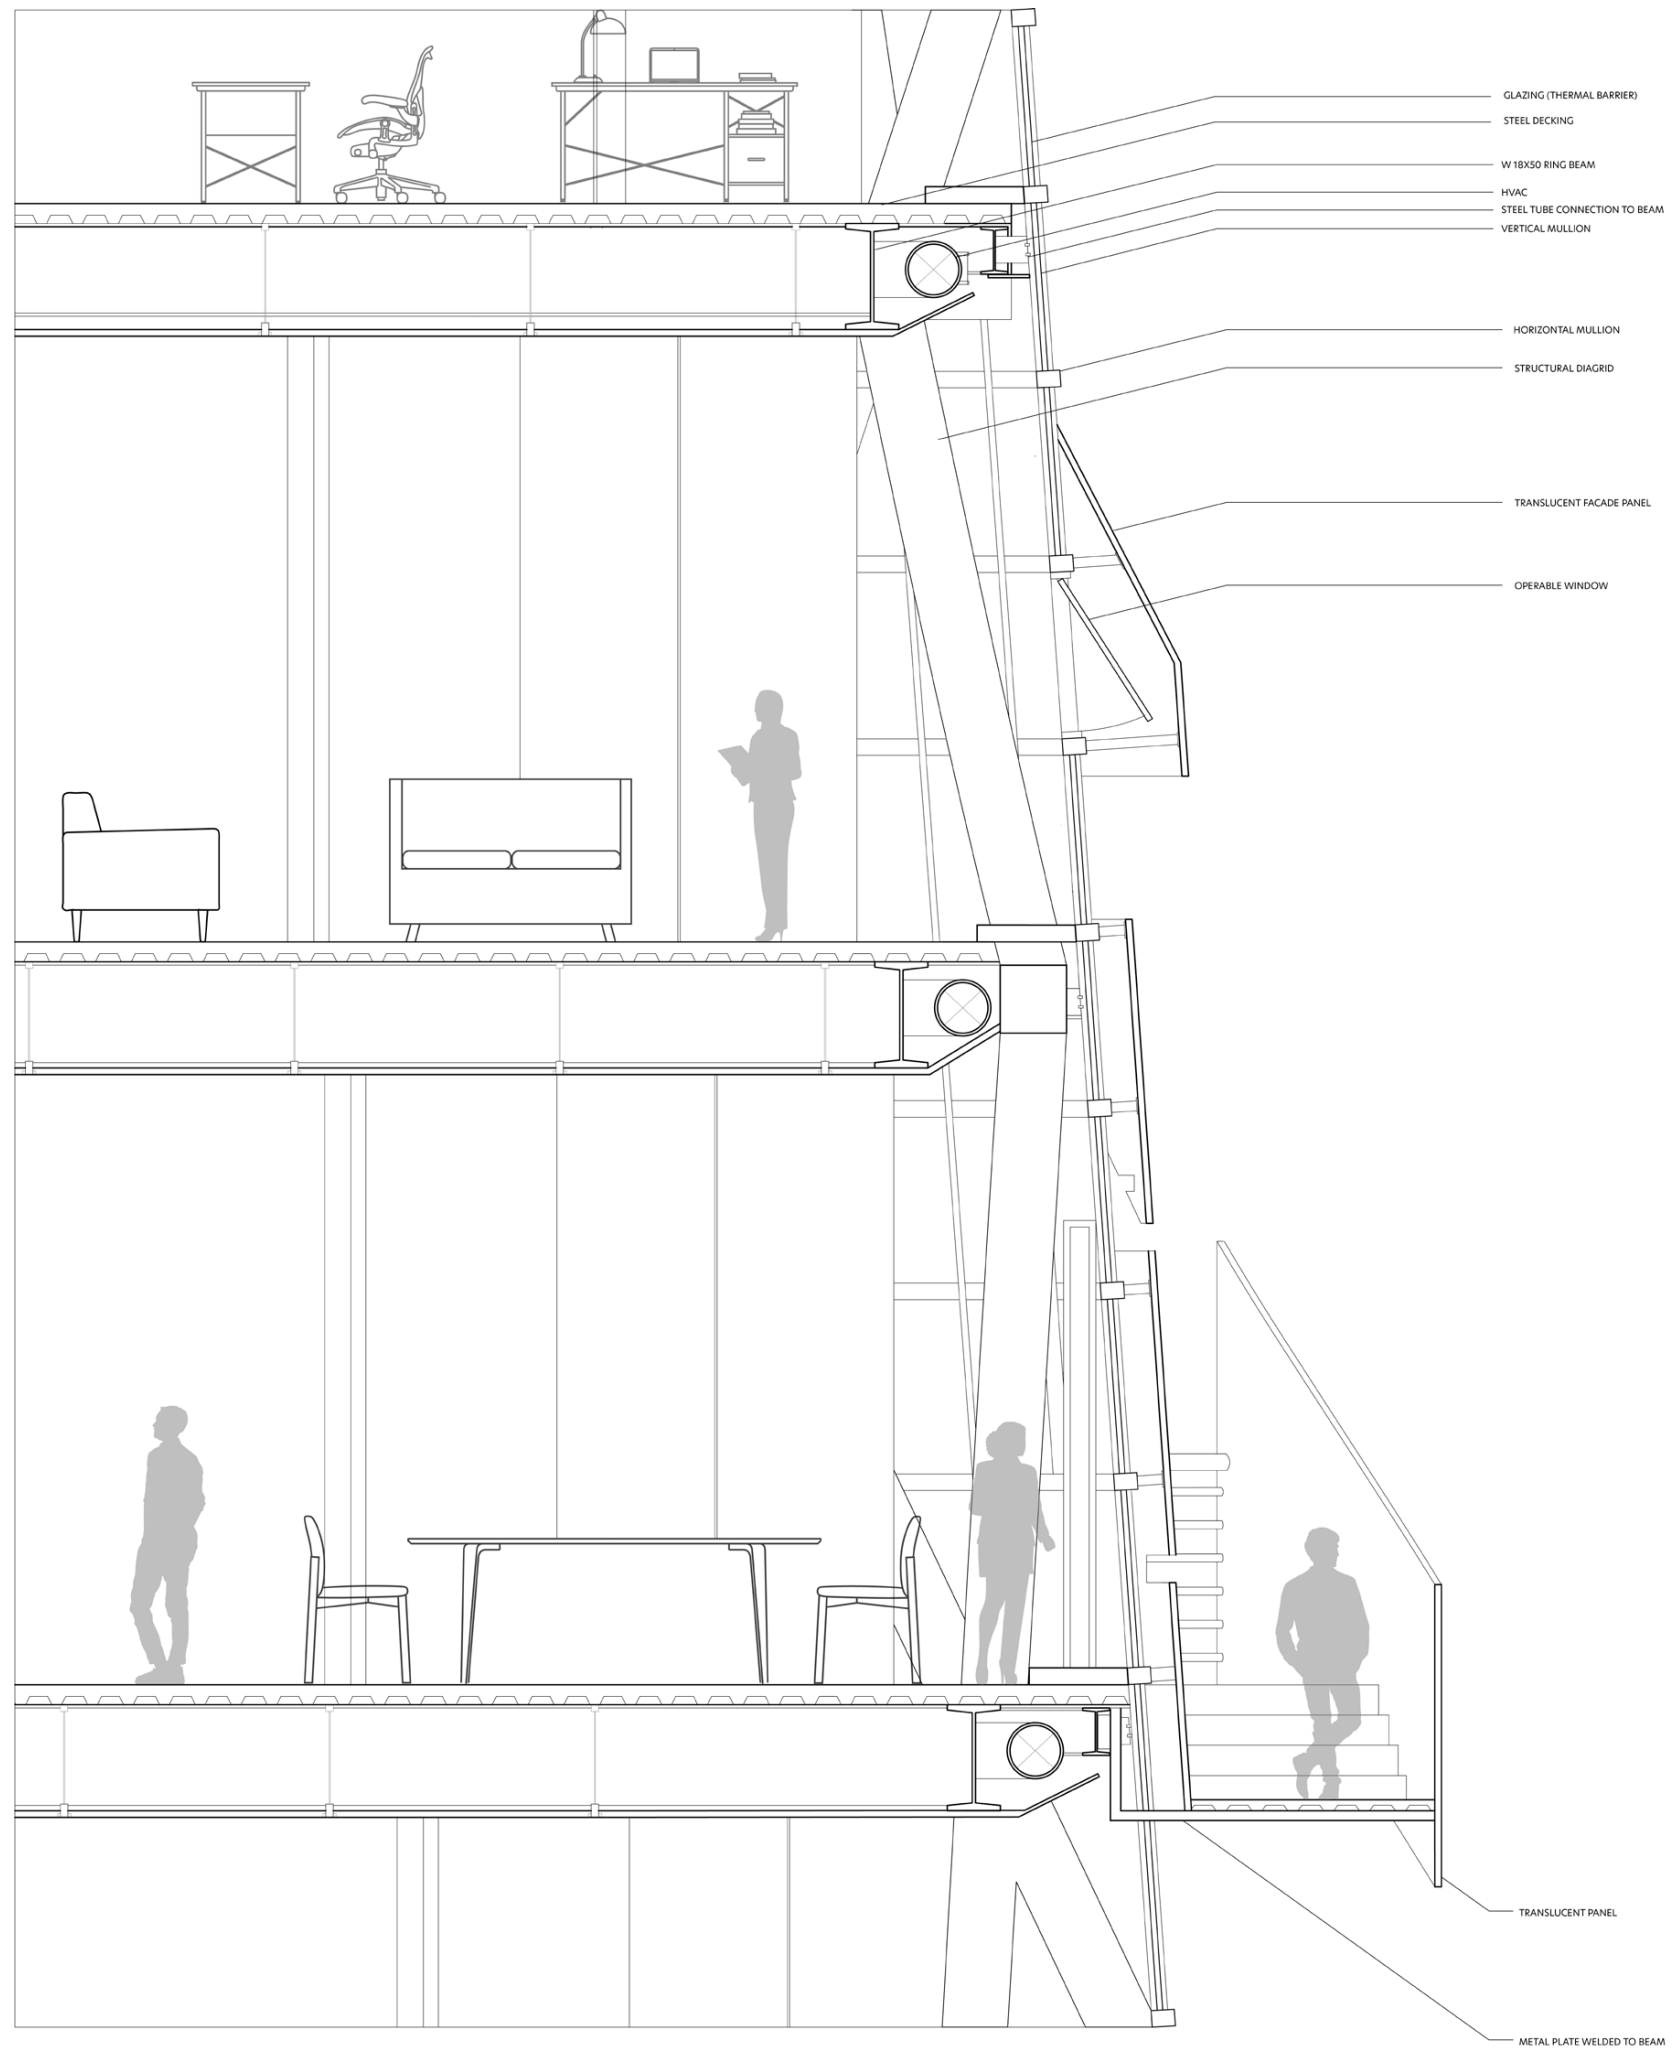 GLAZING (THERMAL BARRIER)
STEEL DECKING
W 18X50 RING BEAM
HVAC
STEEL TUBE CONNECTION TO BEAM
VERTICAL MULLION
HORIZONTAL MULLION
STRUCTURAL DIAGRID
TRANSLUCENT FACADE PANEL
OPERABLE WINDOW
TRANSLUCENT PANEL
METAL PLATE WELDED TO BEAM